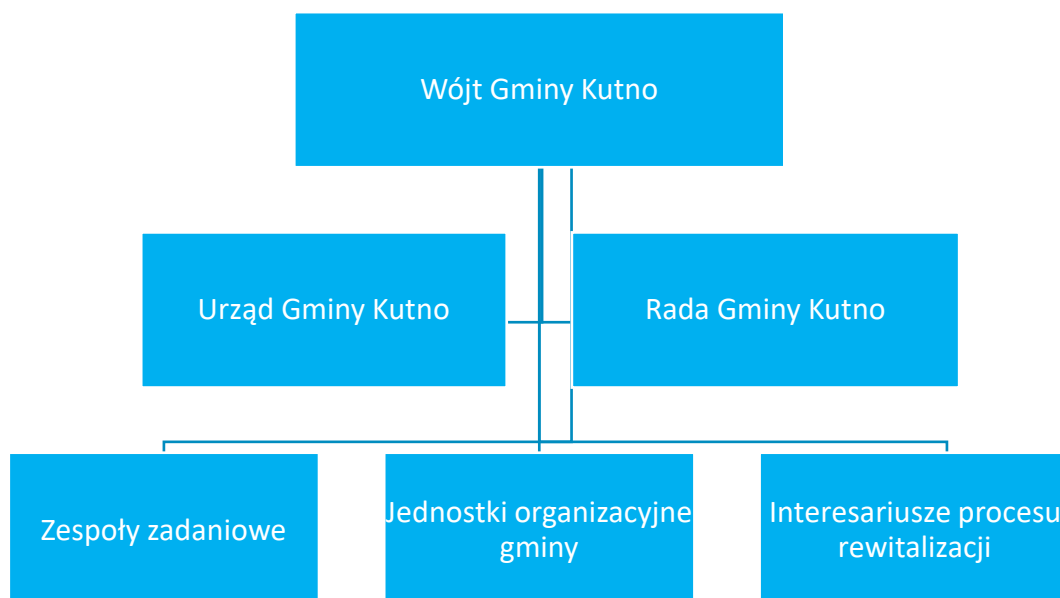 Wójt Gminy Kutno
Urząd Gminy Kutno
Rada Gminy Kutno
Zespoły zadaniowe
Jednostki organizacyjne
gminy
Interesariusze procesu
rewitalizacji